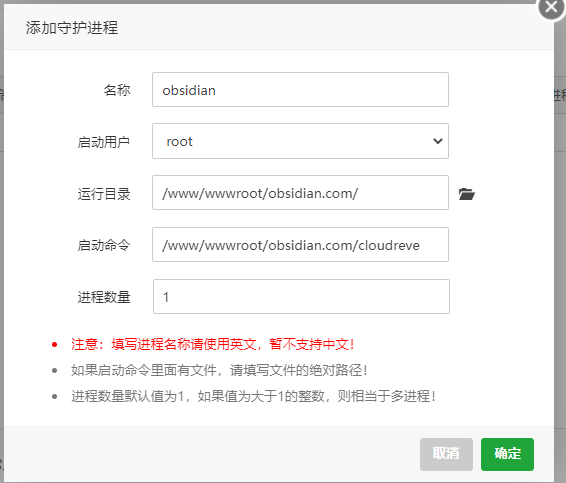 添加守护进程
名称 obsidian
启动用户 root
运行目录 /www/wwwroot/obsidian.com/
启动命令 /www/wwwroot/obsidian.com/cloudreve
进程数量 1
注意：填写进程名称请使用英文，暂不支持中文！
如果启动命令里面有文件，请填写文件的绝对路径！
进程数量默认值为1，如果值为大于1的整数，则相当于多进程！
取消 确定